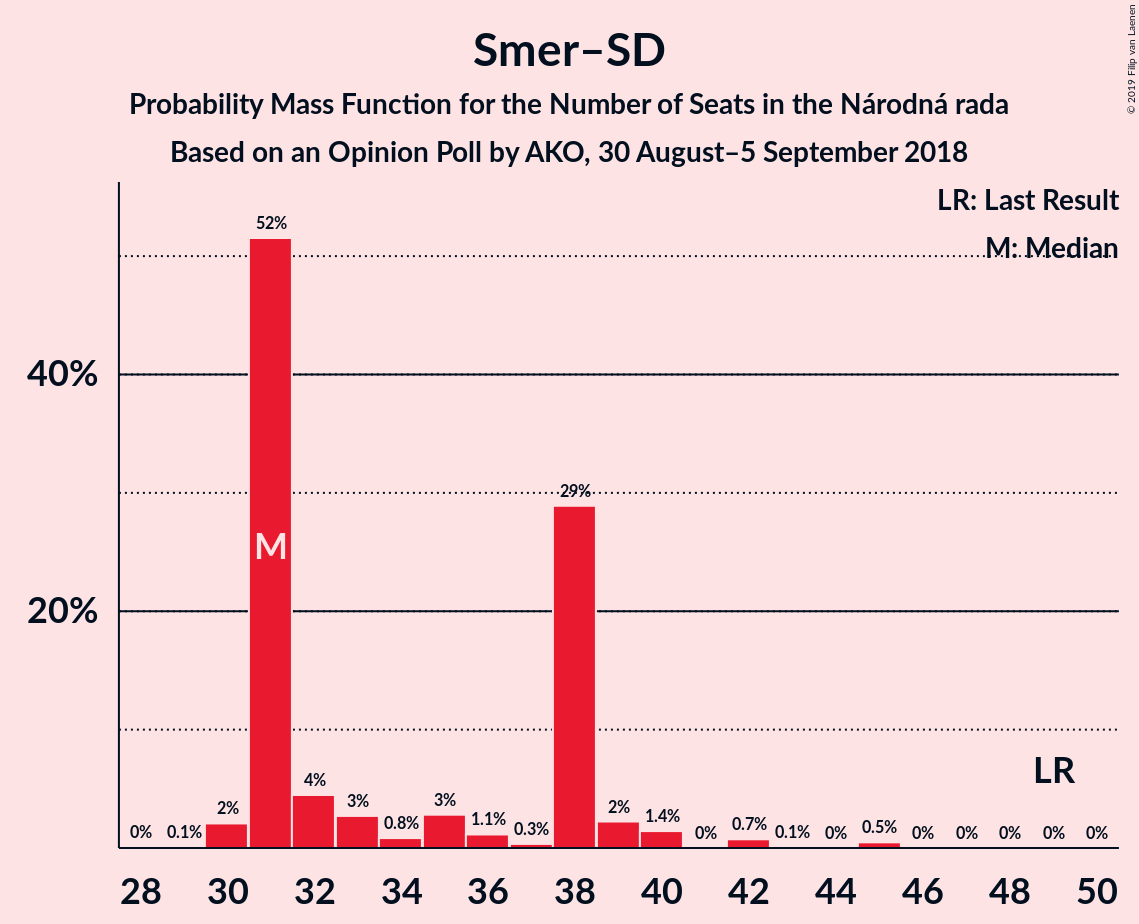 Smer–SD
Probability Mass Function for the Number of Seats in the Národná rada
Based on an Opinion Poll by AKO, 30 August–5 September 2018
© 2019 Filip van Laenen
LR: Last Result
M: Median
40%
20%
0%
0.1%
2%
52%
4%
3%
0.8%
3%
1.1%
0.3%
29%
2%
1.4%
0%
0.7%
0.1%
0%
0.5%
0%
0%
0%
0%
0%
M
LR
28 30 32 34 36 38 40 42 44 46 48 50